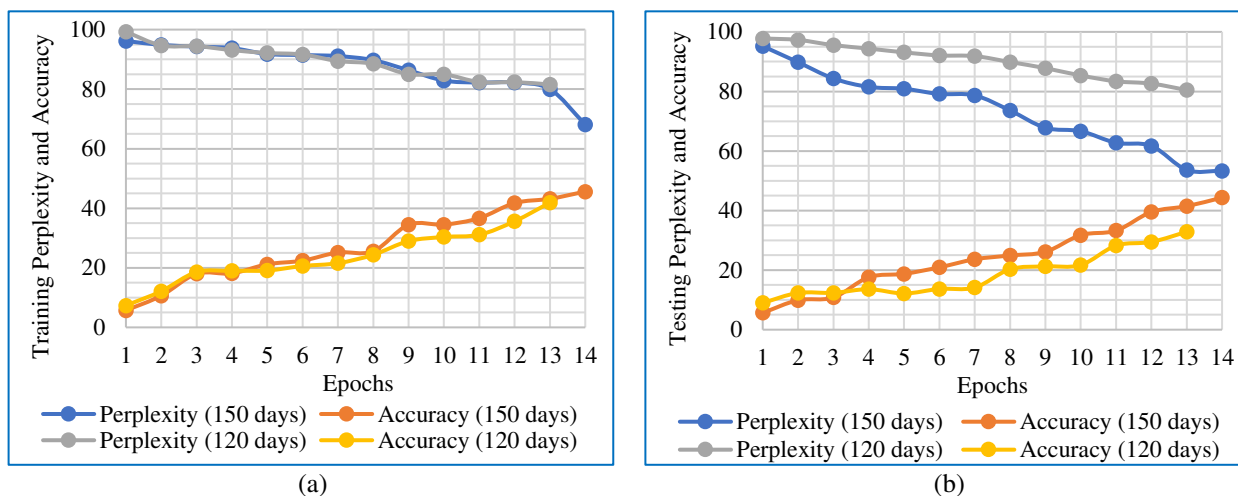 Training Perplexity and Accuracy
100
80
60
40
20
0
1 2 3 4 5 6 7 8 9 10 11 12 13 14
Epochs
Perplexity (150 days) Accuracy (150 days)
Perplexity (120 days) Accuracy (120 days)
(a)
Testing Perplexity and Accuracy
100
80
60
40
20
0
1 2 3 4 5 6 7 8 9 10 11 12 13 14
Epochs
Perplexity (150 days) Accuracy (150 days)
Perplexity (120 days) Accuracy (120 days)
(b)